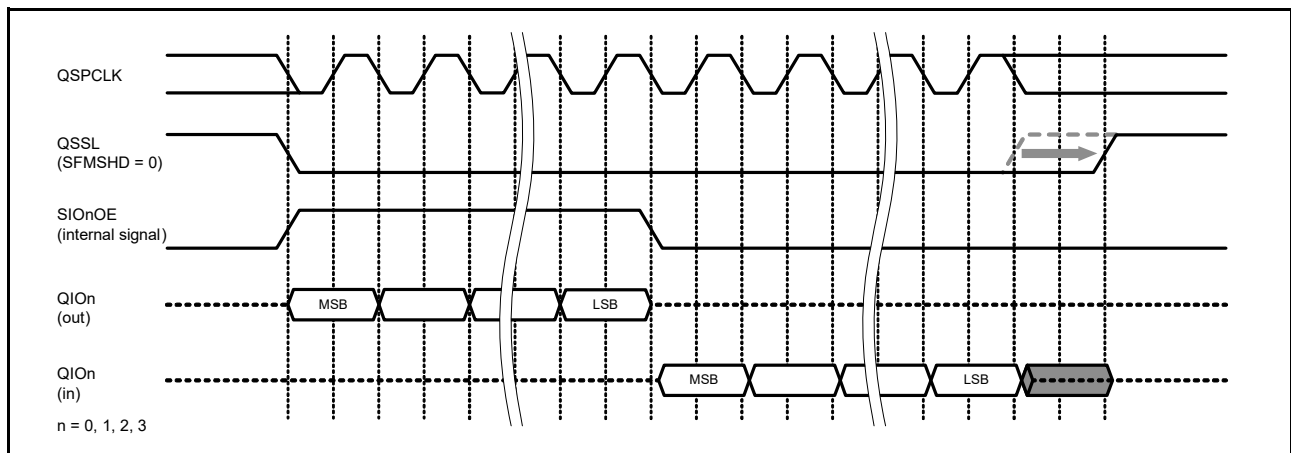 QSPCLK
QSSL
(SFMSHD = 0)
SIOnOE
(internal signal)
QIOn
(out)
MSB
LSB
QIOn
(in)
MSB
LSB
n = 0, 1, 2, 3